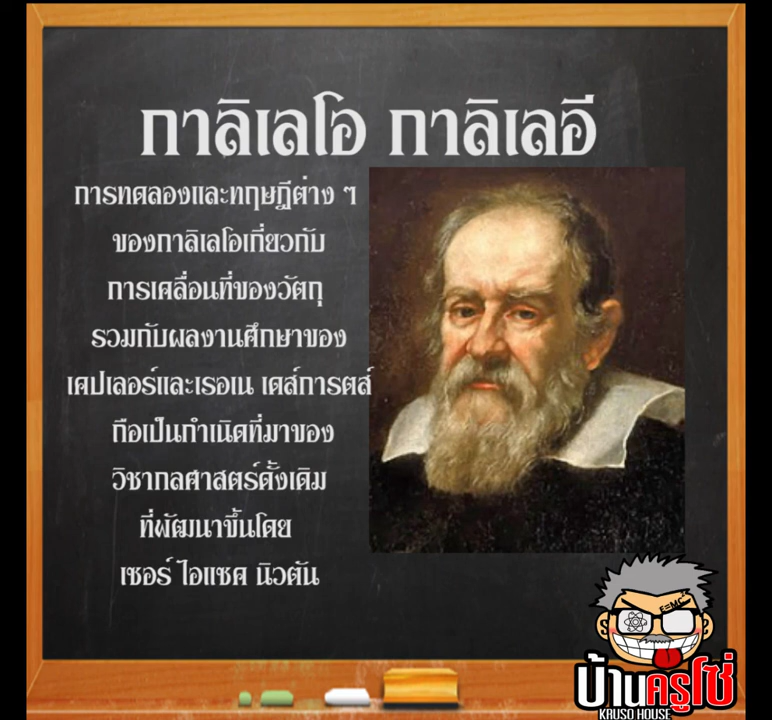 กาลิเลโอ กาลิเลอี
การทดลองและทฤษฎีต่าง ๆ
ของกาลิเลโอเกี่ยวกับ
การเคลื่อนที่ของวัตถุ
รวมกับผลงานศึกษาของ
เคปเลอร์และเรอเน เดส์การตส์
ถือเป็นกำเนิดที่มาของ
วิชากลศาสตร์ดั้งเดิม
ที่พัฒนาขึ้นโดย
เซอร์ ไอแซค นิวตัน
E=MC²
บ้านครูโซ่
KRUSO HOUSE